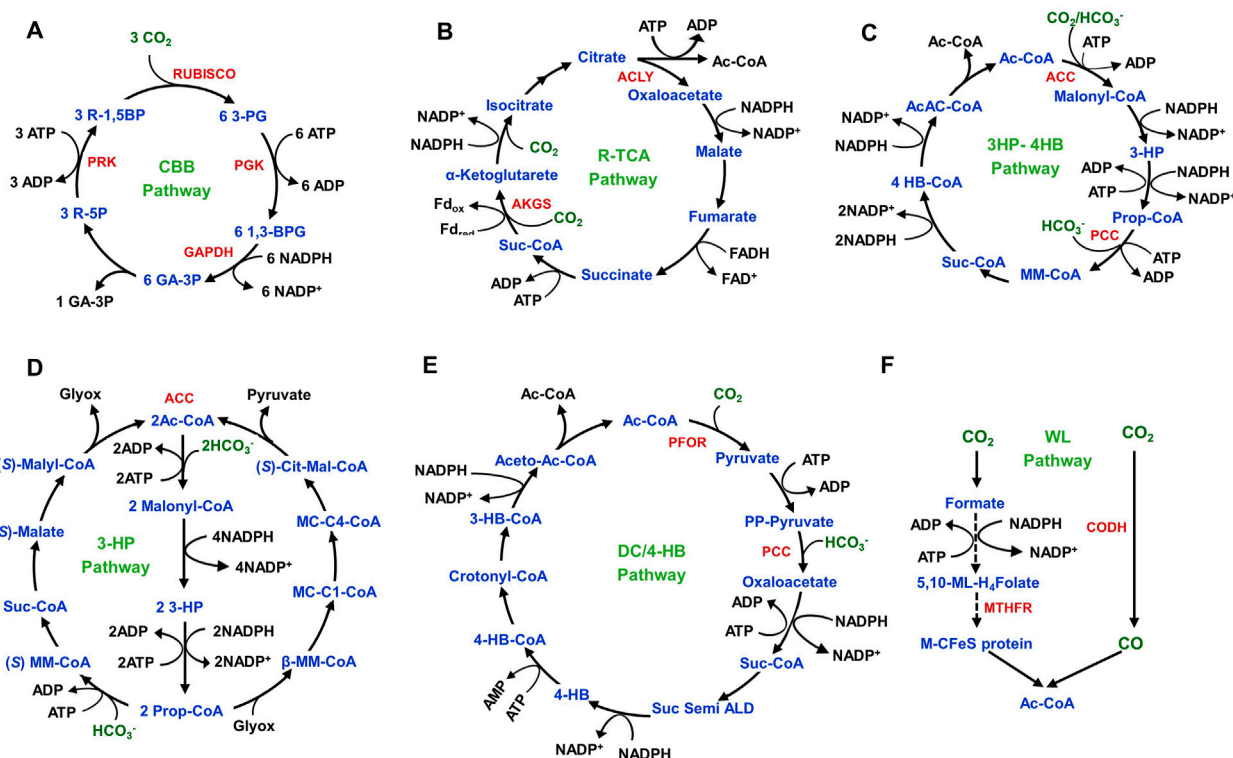 A
3 CO₂
RUBISCO
3 R-1,5BP
6 3-PG
3 ATP
PRK
3 ADP
CBB
Pathway
PGK
6 ATP
6 ADP
3 R-5P
6 1,3-BPG
GAPDH
6 NADPH
6 NADP⁺
6 GA-3P
1 GA-3P
B
ATP
ADP
Citrate
Ac-CoA
ACLY
Oxaloacetate
Isocitrate
NADP⁺
NADPH
CO₂
NADPH
NADP⁺
R-TCA
Pathway
Malate
α-Ketoglutarete
Fdox
Fdred
AKGS
CO₂
Fumarate
Suc-CoA
FADH
FAD⁺
ADP
ATP
Succinate
C
CO₂/HCO₃⁻
Ac-CoA
Ac-CoA
ATP
ADP
ACC
AcAC-CoA
Malonyl-CoA
NADP⁺
NADPH
NADPH
NADP⁺
3HP- 4HB
Pathway
3-HP
ADP
ATP
NADPH
NADP⁺
4 HB-CoA
2NADP⁺
2NADPH
Prop-CoA
HCO₃⁻
PCC
ATP
ADP
Suc-CoA
MM-CoA
D
Glyox
ACC
Pyruvate
2Ac-CoA
2ADP
2HCO₃⁻
2ATP
(S)-Malyl-CoA
(S)-Cit-Mal-CoA
2 Malonyl-CoA
S)-Malate
MC-C4-CoA
3-HP
Pathway
4NADPH
4NADP⁺
Suc-CoA
2 3-HP
MC-C1-CoA
2ADP
2ATP
2NADPH
2NADP⁺
(S) MM-CoA
β-MM-CoA
ADP
ATP
HCO₃⁻
2 Prop-CoA
Glyox
E
Ac-CoA
Ac-CoA
CO₂
PFOR
Aceto-Ac-CoA
Pyruvate
NADPH
NADP⁺
ATP
ADP
3-HB-CoA
PP-Pyruvate
DC/4-HB
Pathway
PCC
HCO₃⁻
Crotonyl-CoA
Oxaloacetate
ADP
ATP
NADPH
NADP⁺
4-HB-CoA
Suc-CoA
AMP
ATP
4-HB
Suc Semi ALD
NADP⁺
NADPH
F
CO₂
WL
Pathway
CO₂
Formate
ADP
ATP
NADPH
NADP⁺
CODH
5,10-ML-H₄Folate
MTHFR
M-CFeS protein
CO
Ac-CoA